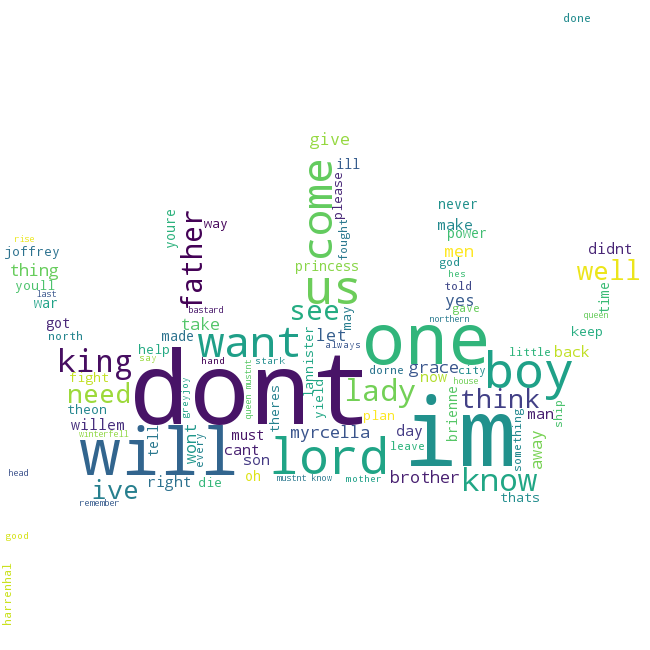 done
give
ill
come
please
never
youre
father
way
fought
make
power
rise
joffrey
princess
god
men
didnt
thing
hes
well
youll
last
us
told
yes
time
war
bastard
gave
queen
got
north
take
see
may
northern
one
keep
made
want
let
always
king
help
say
hand
stark
lannister
dorne
grace
city
little
back
house
boy
fight
dont
lady
now
need
greyjoy
queen mustnt
theres
yield
think
theon
plan
brienne
man
ship
willem
winterfell
will
tell
wont
every
must
cant
myrcella
day
im
something
away
son
lord
leave
know
ive
right
die
oh
mustnt
know
mother
brother
thats
head
remember
good
harrenhal